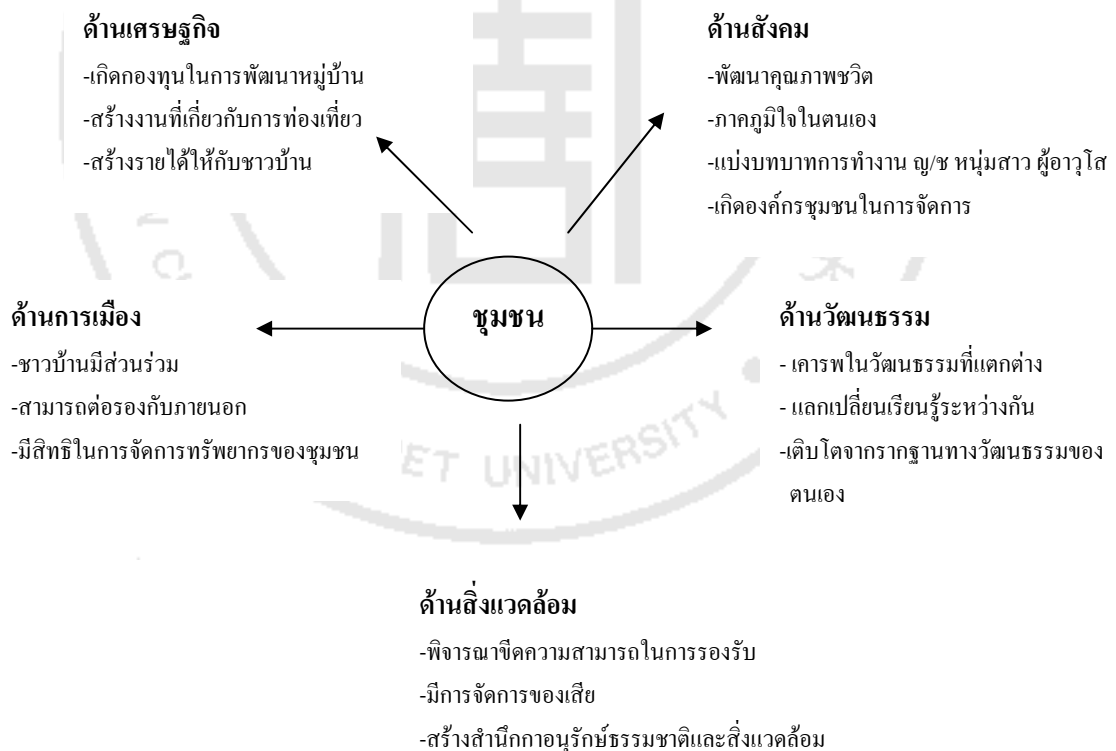 ด้านเศรษฐกิจ
-เกิดกองทุนในการพัฒนาหมู่บ้าน
-สร้างงานที่เกี่ยวกับการท่องเที่ยว
-สร้างรายได้ให้กับชาวบ้าน
ด้านสังคม
-พัฒนาคุณภาพชวิต
-ภาคภูมิใจในตนเอง
-แบ่งบทบาทการทำงาน ญ/ช หนุ่มสาว ผู้อาวุโส
-เกิดองค์กรชุมชนในการจัดการ
ชุมชน
ด้านการเมือง
-ชาวบ้านมีส่วนร่วม
-สามารถต่อรองกับภายนอก
-มีสิทธิในการจัดการทรัพยากรของชุมชน
ด้านวัฒนธรรม
- เคารพในวัฒนธรรมที่แตกต่าง
- แลกเปลี่ยนเรียนรู้ระหว่างกัน
-เติบโตจากรากฐานทางวัฒนธรรมของ
ตนเอง
ด้านสิ่งแวดล้อม
-พิจารณาขีดความสามารถในการรองรับ
-มีการจัดการของเสีย
-สร้างสำนึกกาอนุรักษ์ธรรมชาติและสิ่งแวดล้อม
UNIVERSITY